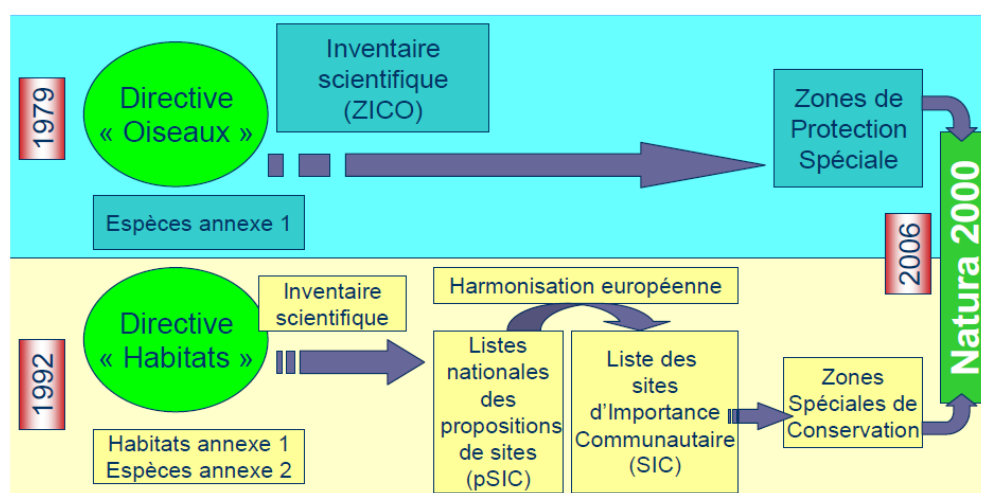 1979
Directive
« Oiseaux »
Inventaire
scientifique
(ZICO)
Zones de
Protection
Spéciale
Espèces annexe 1
2006
Natura 2000
1992
Directive
« Habitats »
Inventaire
scientifique
Harmonisation européenne
Listes
nationales
des
propositions
de sites
(pSIC)
Liste des
sites
d'Importance
Communautaire
(SIC)
Zones
Spéciales de
Conservation
Habitats annexe 1
Espèces annexe 2